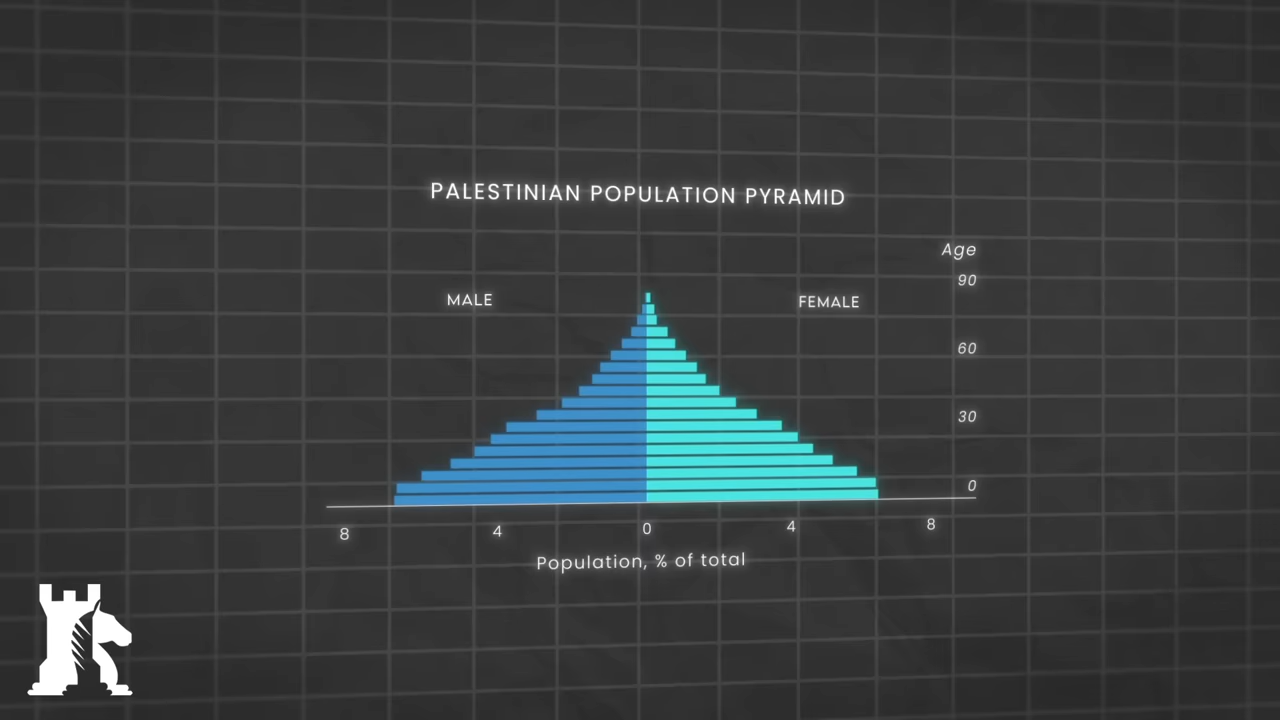 PALESTINIAN POPULATION PYRAMID
Age
90
MALE
FEMALE
60
30
0
8 4 0 4 8
Population, % of total